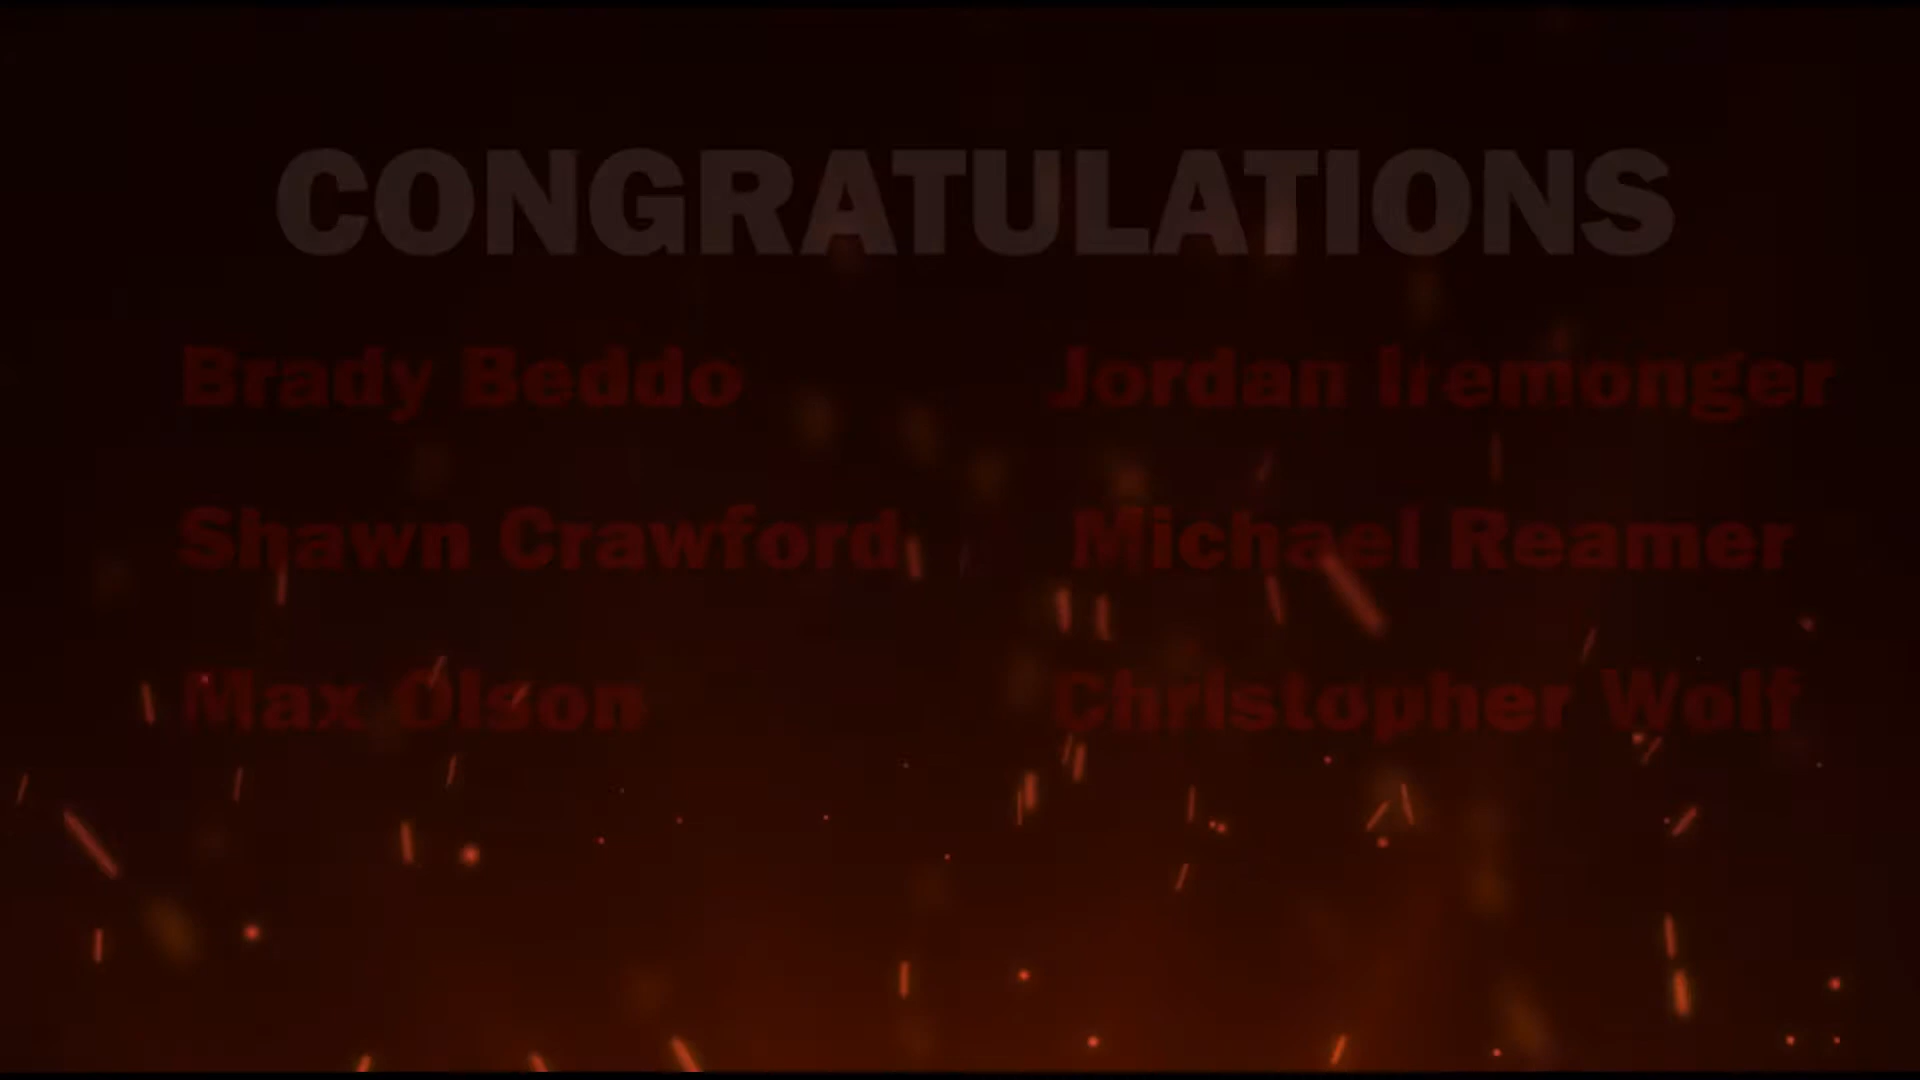 CONGRATULATIONS
Brady Beddo
Jordan Iremonger
Shawn Crawford
Michael Reamer
Max Olson
Christopher Wolf